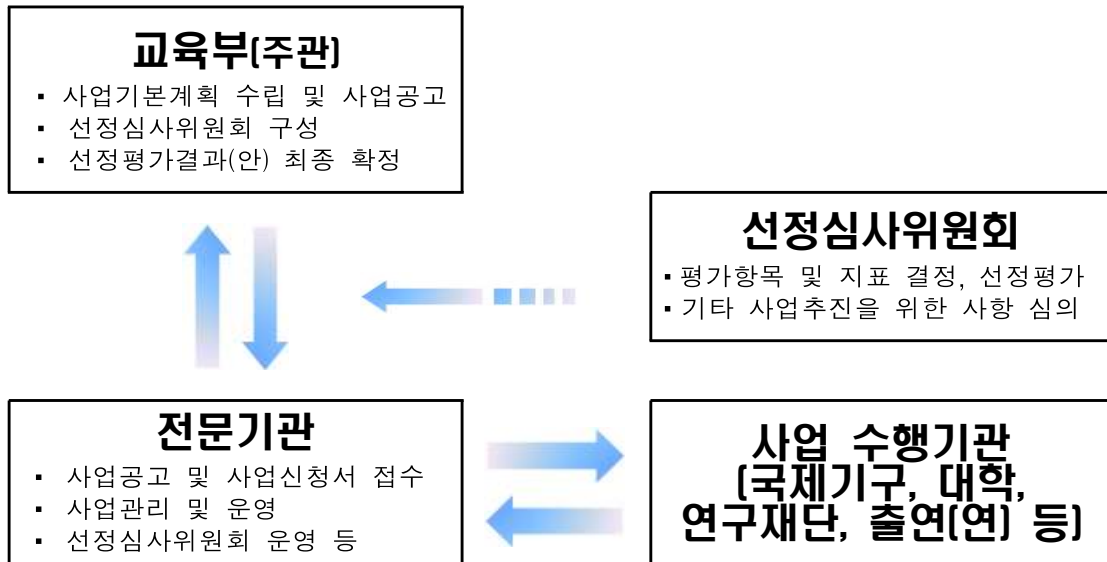 교육부(주관)
▪ 사업기본계획 수립 및 사업공고
▪ 선정심사위원회 구성
▪ 선정평가결과(안) 최종 확정
선정심사위원회
▪ 평가항목 및 지표 결정, 선정평가
▪ 기타 사업추진을 위한 사항 심의
전문기관
▪ 사업공고 및 사업신청서 접수
▪ 사업관리 및 운영
▪ 선정심사위원회 운영 등
사업 수행기관
(국제기구, 대학,
연구재단, 출연(연) 등)